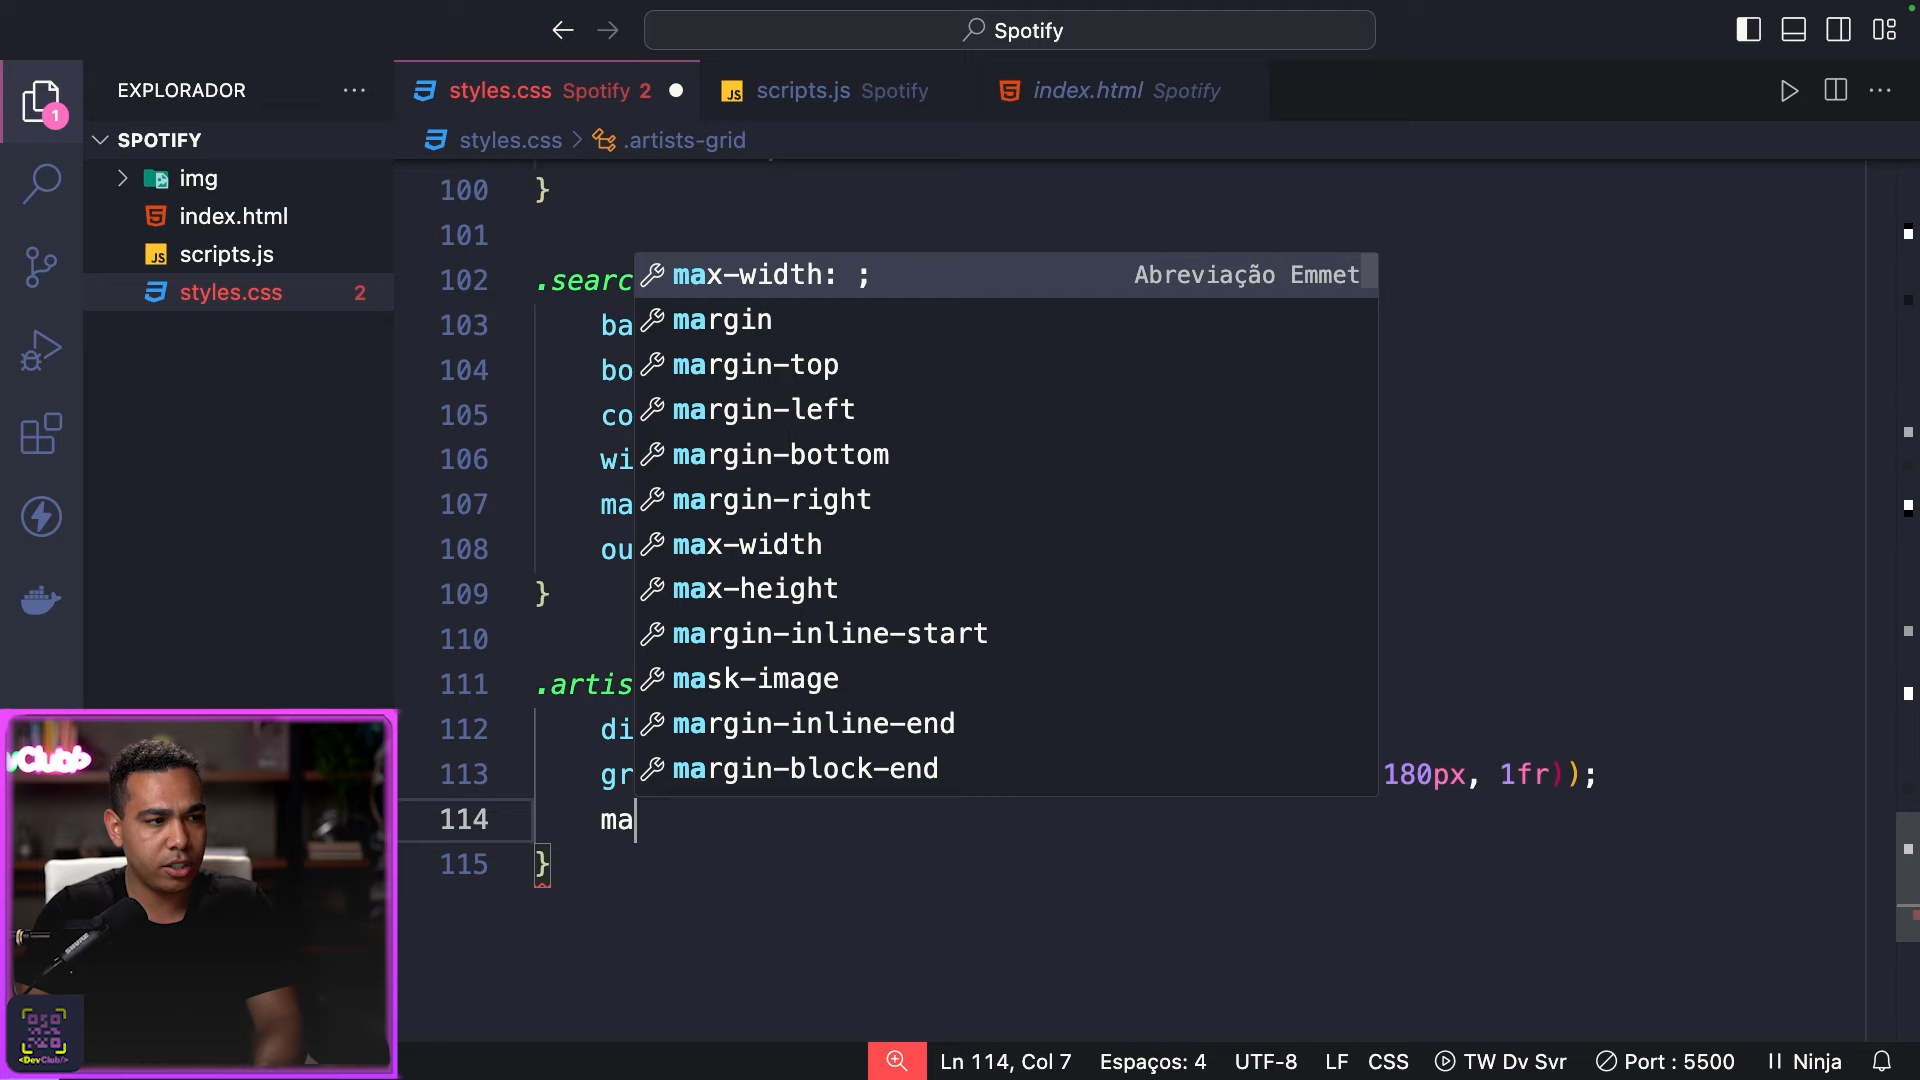 Spotify
EXPLORADOR
styles.css Spotify 2
scripts.js Spotify
index.html Spotify
1
SPOTIFY
styles.css > .artists-grid
img
index.html
scripts.js
styles.css 2
100 }
101
102 .searc
103 ba
104 bo
105 co
106 wi
107 ma
108 ou
109 }
110
111 .artis
112 di
113 gr 180px, 1fr));
114 ma
115 }
max-width: ; Abreviação Emmet
margin
margin-top
margin-left
margin-bottom
margin-right
max-width
max-height
margin-inline-start
mask-image
margin-inline-end
margin-block-end
vClub
<DevClub/>
Ln 114, Col 7 Espaços: 4 UTF-8 LF CSS TW Dv Svr Port : 5500 Ninja